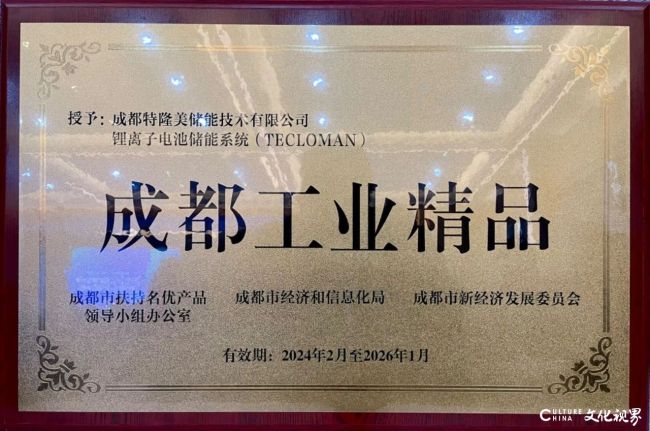 授予：成都特隆美储能技术有限公司
锂离子电池储能系统（TECLOMAN）
成都工业精品
成都市扶持名优产品 成都市经济和信息化局 成都市新经济发展委员会
领导小组办公室
有效期：2024年2月至2026年1月
CULTURE CHINA 文化视界